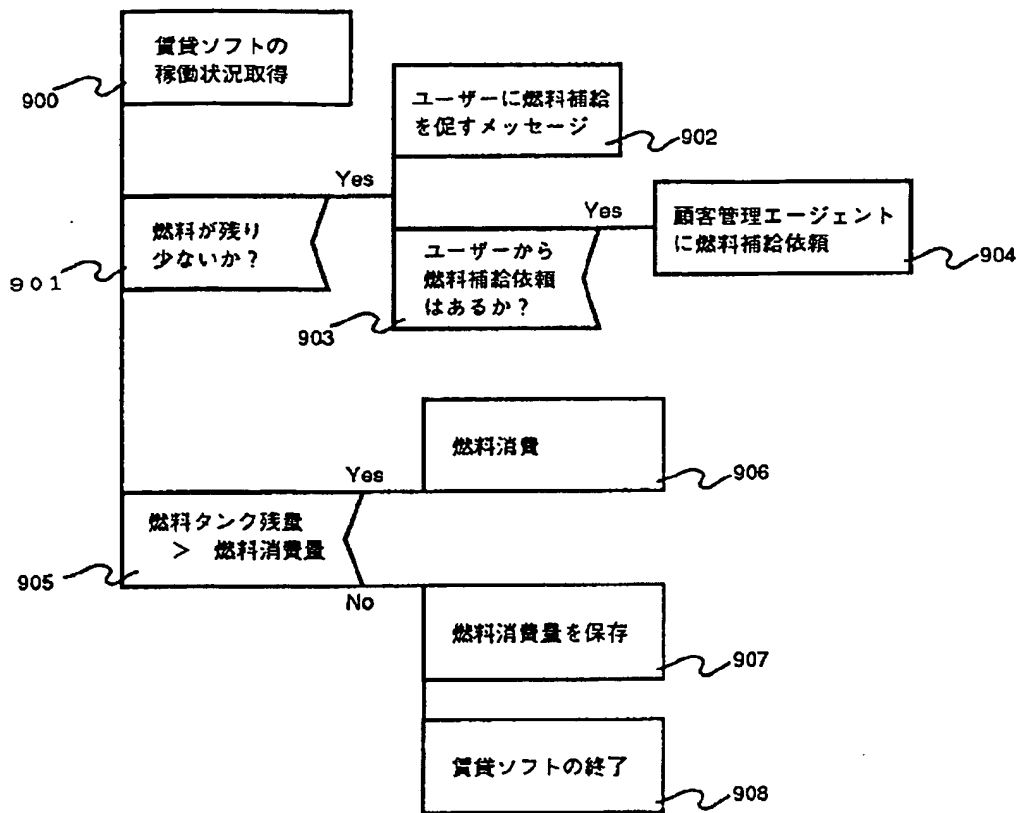 賃貸ソフトの
稼働状況取得
900
ユーザーに燃料補給
を促すメッセージ
902
Yes
燃料が残り
少ないか？
901
Yes
ユーザーから
燃料補給依頼
はあるか？
903
顧客管理エージェント
に燃料補給依頼
904
燃料消費
906
Yes
燃料タンク残量
＞ 燃料消費量
905
No
燃料消費量を保存
907
賃貸ソフトの終了
908